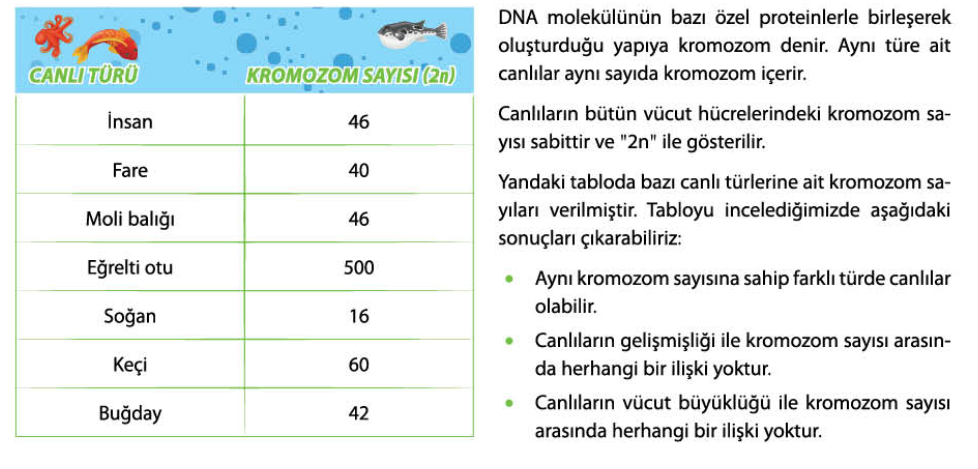 CANLI TÜRÜ KROMOZOM SAYISI (2n)
İnsan 46
Fare 40
Moli balığı 46
Eğrelti otu 500
Soğan 16
Keçi 60
Buğday 42
DNA molekülünün bazı özel proteinlerle birleşerek
oluşturduğu yapıya kromozom denir. Aynı türe ait
canlılar aynı sayıda kromozom içerir.
Canlıların bütün vücut hücrelerindeki kromozom sa-
yısı sabittir ve "2n" ile gösterilir.
Yandaki tabloda bazı canlı türlerine ait kromozom sa-
yıları verilmiştir. Tabloyu incelediğimizde aşağıdaki
sonuçları çıkarabiliriz:
• Aynı kromozom sayısına sahip farklı türde canlılar
olabilir.
• Canlıların gelişmişliği ile kromozom sayısı arasın-
da herhangi bir ilişki yoktur.
• Canlıların vücut büyüklüğü ile kromozom sayısı
arasında herhangi bir ilişki yoktur.